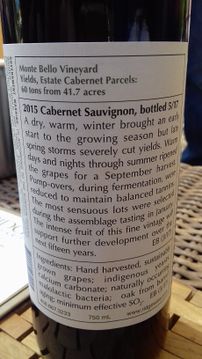 Monte Bello Vineyard
Yields, Estate Cabernet Parcels:
60 tons from 41.7 acres
2015 Cabernet Sauvignon, bottled 5/17
A dry, warm, winter brought an early
start to the growing season but late
spring storms severely cut yields. Warm
days and nights through summer ripened
the grapes for a September harvest.
Pump-overs, during fermentation, were
reduced to maintain balanced tannin.
The most sensuous lots were selected
during the assemblage tasting in January.
The intense fruit of this fine vintage will
support further development over the
next fifteen years. EB
Ingredients: Hand harvested, sustainably
grown grapes; indigenous yeasts;
calcium carbonate; naturally occurring
malolactic bacteria; oak from barrel
aging; minimum effective SO2.
750 mL